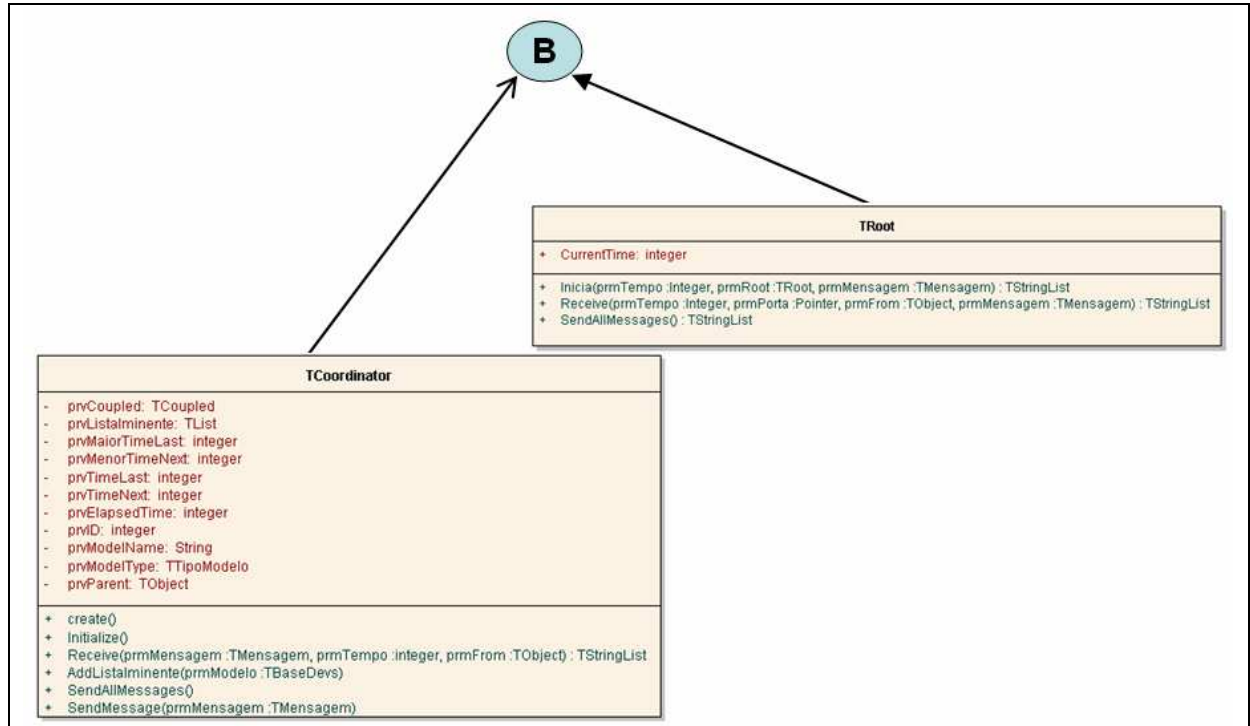 B
TRoot
+ CurrentTime: integer
+ Inicia(prmTempo :Integer, prmRoot :TRoot, prmMensagem :TMensagem) : TStringList
+ Receive(prmTempo :Integer, prmPorta :Pointer, prmFrom :TObject, prmMensagem :TMensagem) : TStringList
+ SendAllMessages() : TStringList
TCoordinator
- prvCoupled: TCoupled
- prvListaIminente: TList
- prvMaiorTimeLast: integer
- prvMenorTimeNext: integer
- prvTimeLast: integer
- prvTimeNext: integer
- prvElapsedTime: integer
- prvID: integer
- prvModelName: String
- prvModelType: TTipoModelo
- prvParent: TObject
+ create()
+ Initialize()
+ Receive(prmMensagem :TMensagem, prmTempo :integer, prmFrom :TObject) : TStringList
+ AddListaIminente(prmModelo :TBaseDevs)
+ SendAllMessages()
+ SendMessage(prmMensagem :TMensagem)